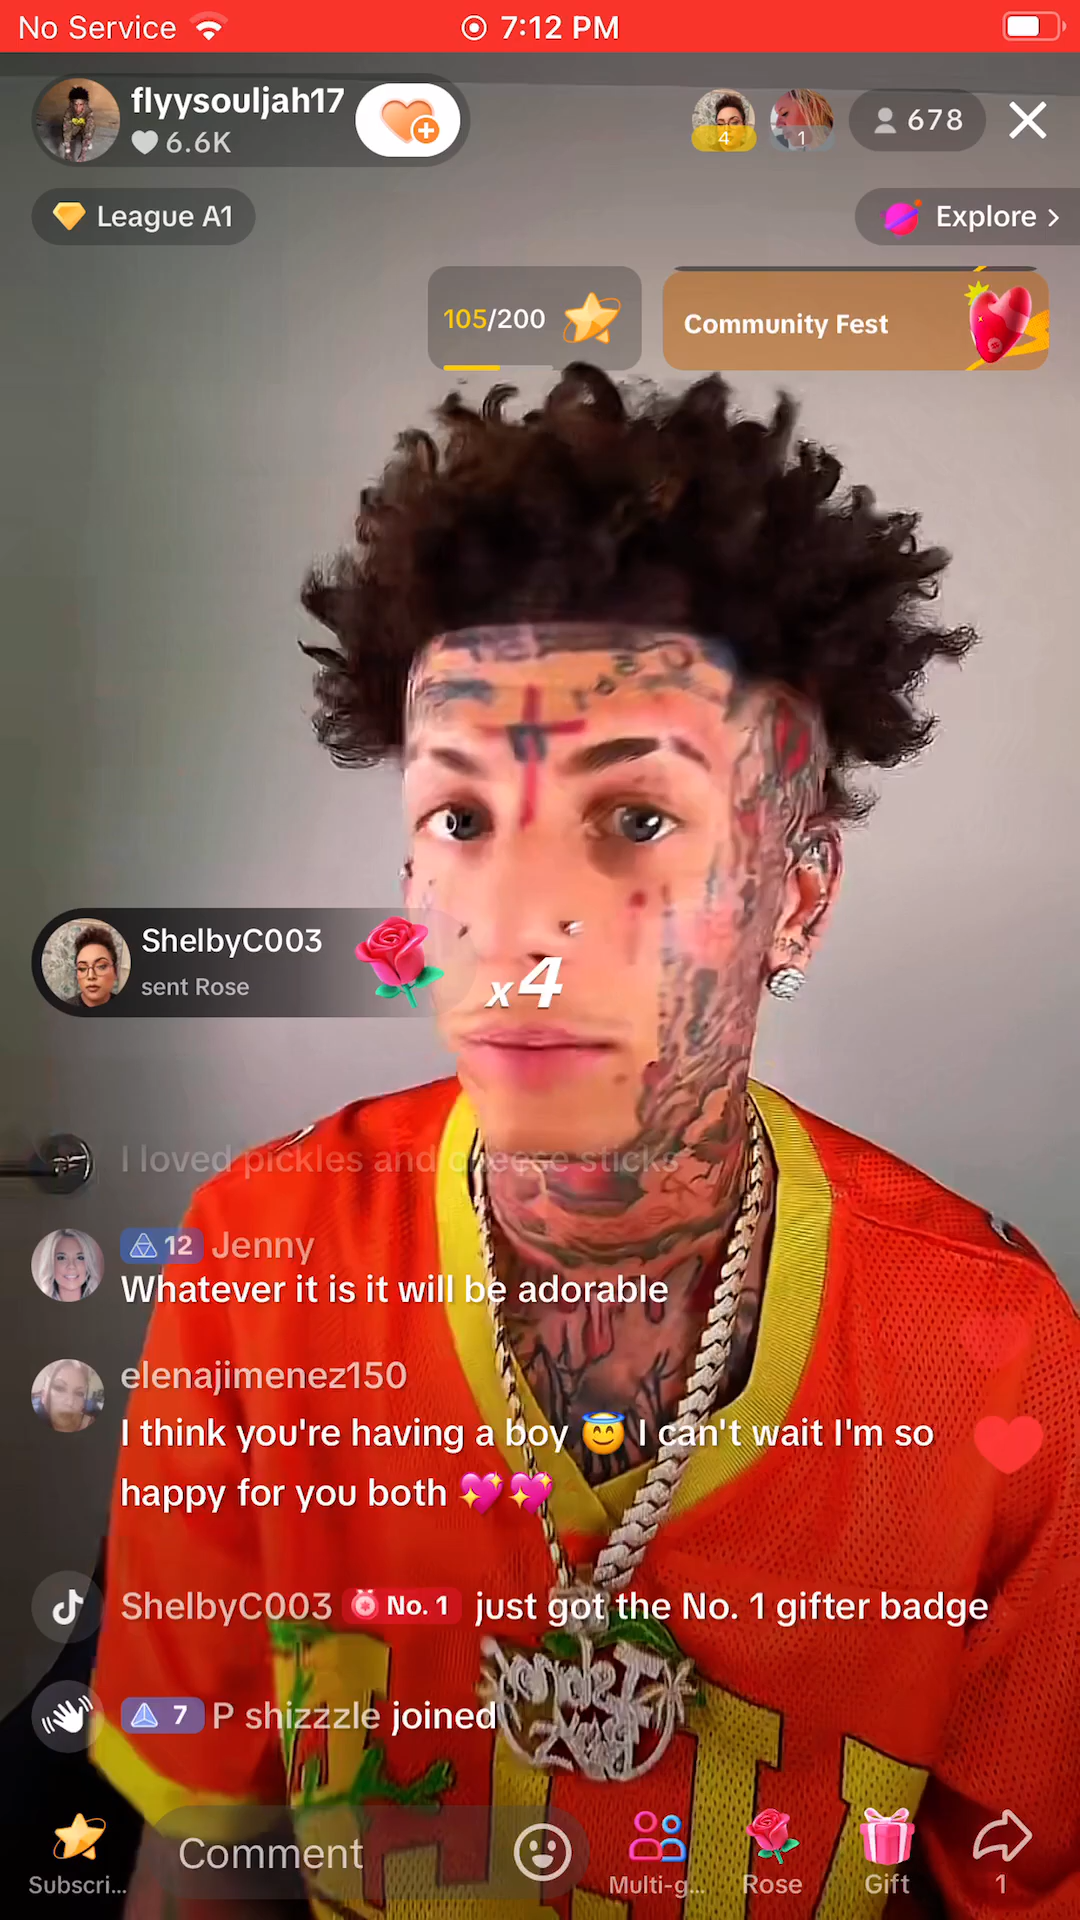 No Service 7:12 PM
flyysouljah17
6.6K
4
1
678
League A1
Explore >
105/200
Community Fest
ShelbyC003
sent Rose
x4
I loved pickles and cheese sticks
12 Jenny
Whatever it is it will be adorable
elenajimenez150
I think you're having a boy 😇 I can't wait I'm so
happy for you both 💖💖
ShelbyC003 No. 1 just got the No. 1 gifter badge
7 P shizzzle joined
Comment
Subscri...
Multi-g...
Rose
Gift
1